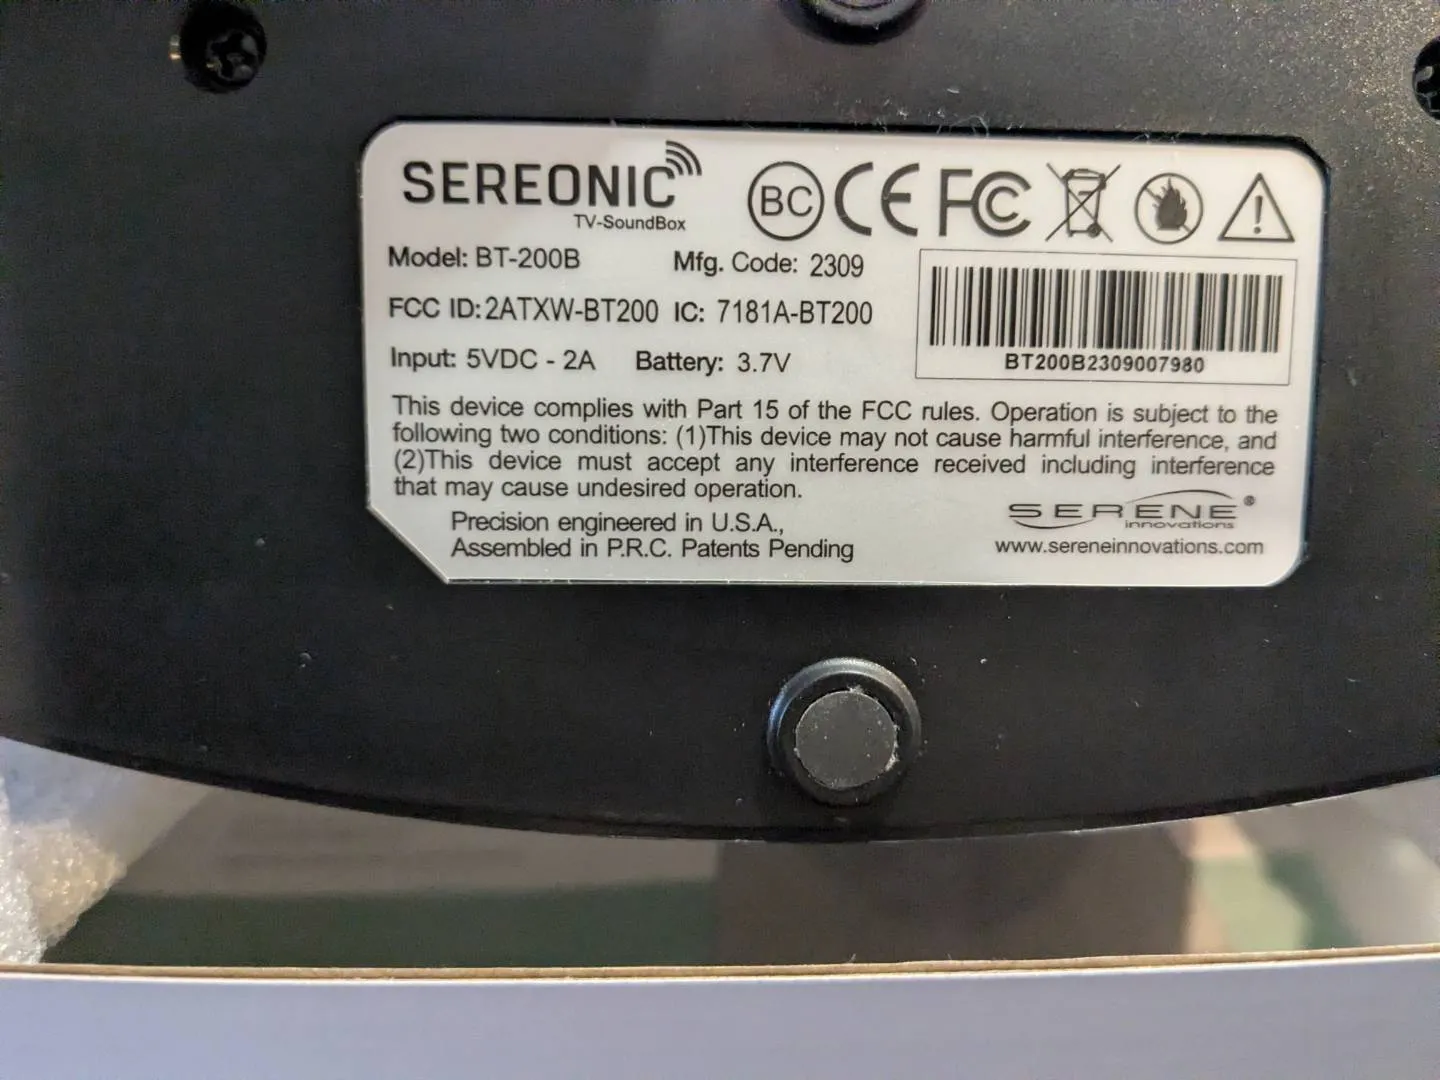 SEREONIC
TV-SoundBox
BC CE FC
Model: BT-200B Mfg. Code: 2309
FCC ID:2ATXW-BT200 IC: 7181A-BT200
Input: 5VDC - 2A Battery: 3.7V
BT200B2309007980
This device complies with Part 15 of the FCC rules. Operation is subject to the
following two conditions: (1)This device may not cause harmful interference, and
(2)This device must accept any interference received including interference
that may cause undesired operation.
Precision engineered in U.S.A.,
Assembled in P.R.C. Patents Pending
SERENE®
innovations
www.sereneinnovations.com